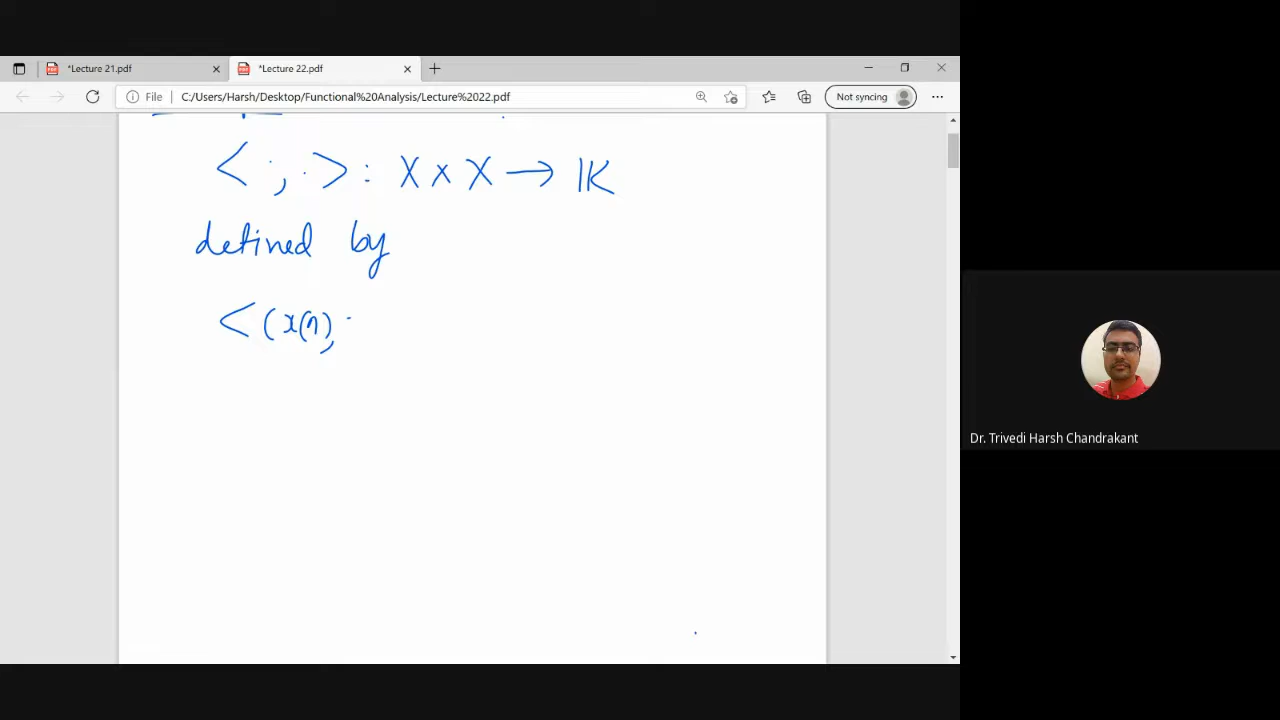 *Lecture 21.pdf
*Lecture 22.pdf
File
C:/Users/Harsh/Desktop/Functional%20Analysis/Lecture%2022.pdf
Not syncing
< ·, · > : X × X → 𝕂
defined by
< (x(n),
Dr. Trivedi Harsh Chandrakant